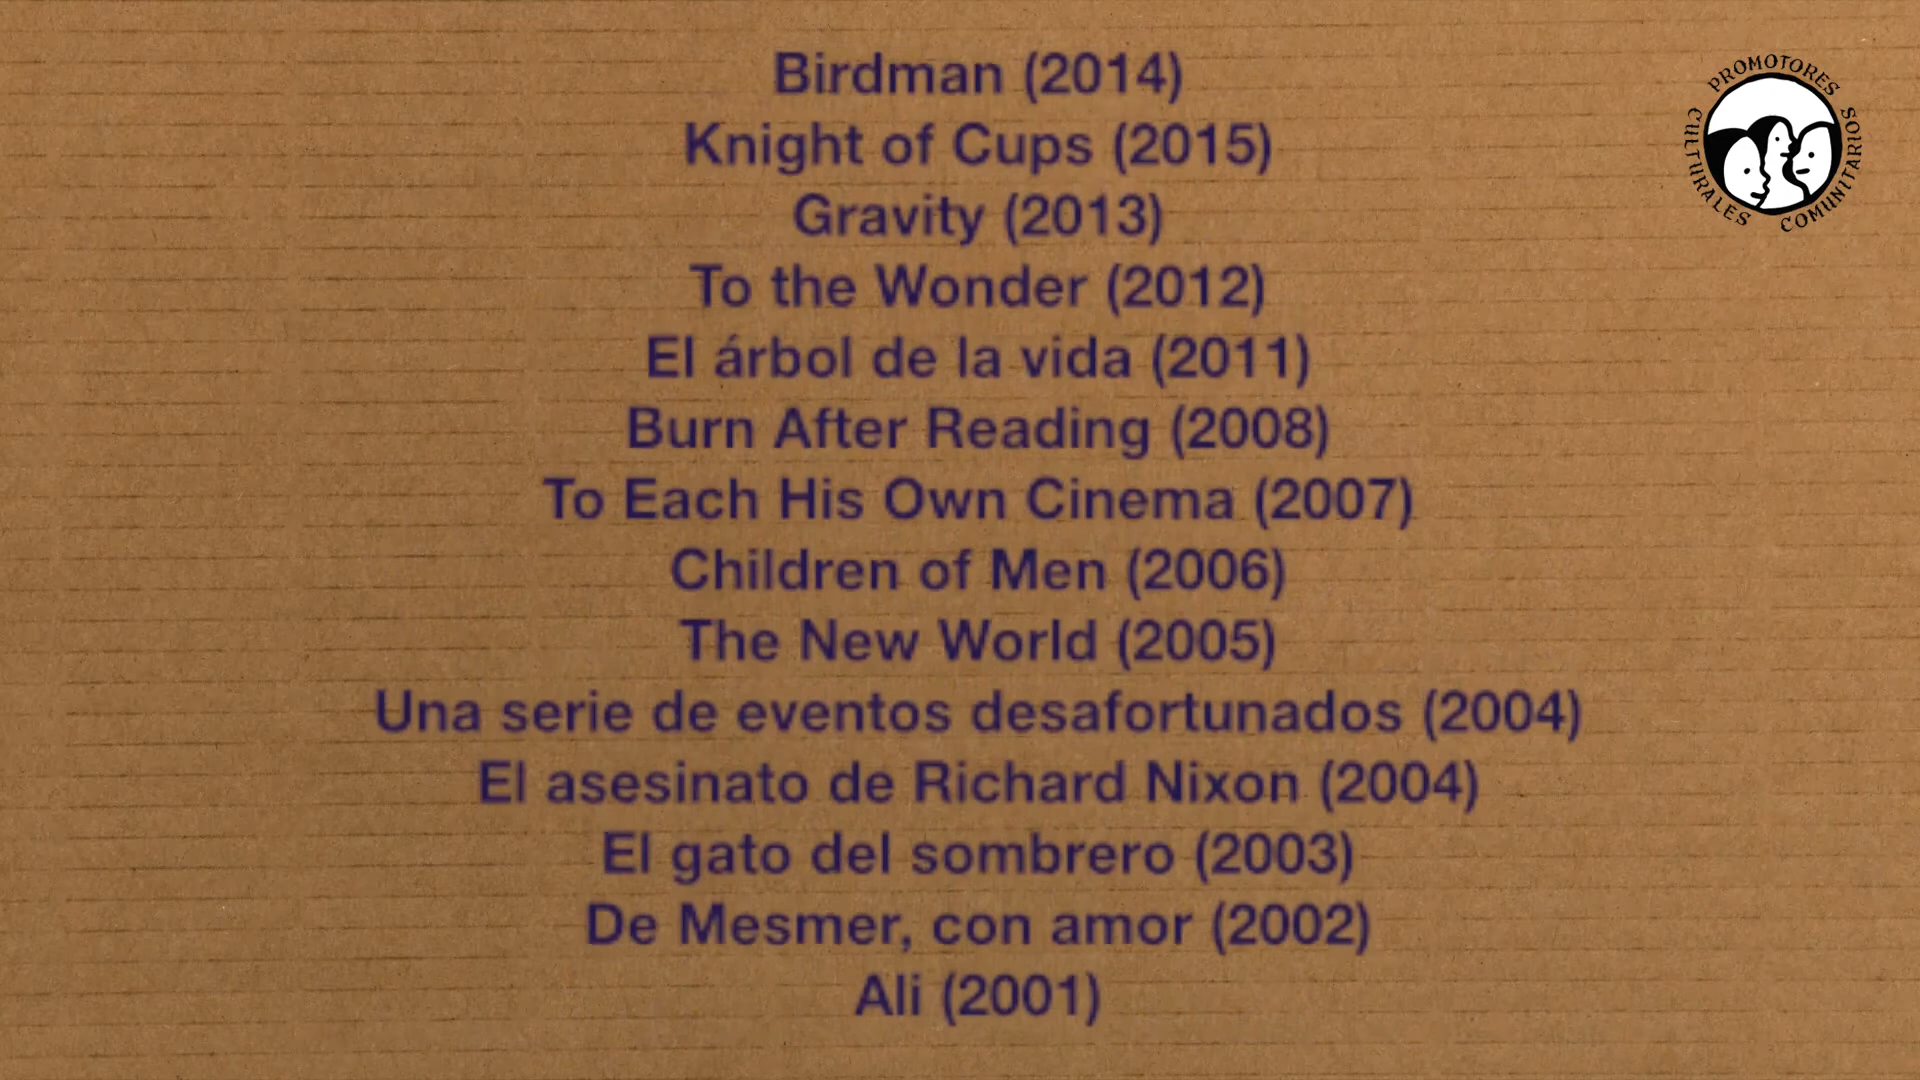 Birdman (2014)
Knight of Cups (2015)
Gravity (2013)
To the Wonder (2012)
El árbol de la vida (2011)
Burn After Reading (2008)
To Each His Own Cinema (2007)
Children of Men (2006)
The New World (2005)
Una serie de eventos desafortunados (2004)
El asesinato de Richard Nixon (2004)
El gato del sombrero (2003)
De Mesmer, con amor (2002)
Ali (2001)
PROMOTORES
CULTURALES
COMUNITARIOS